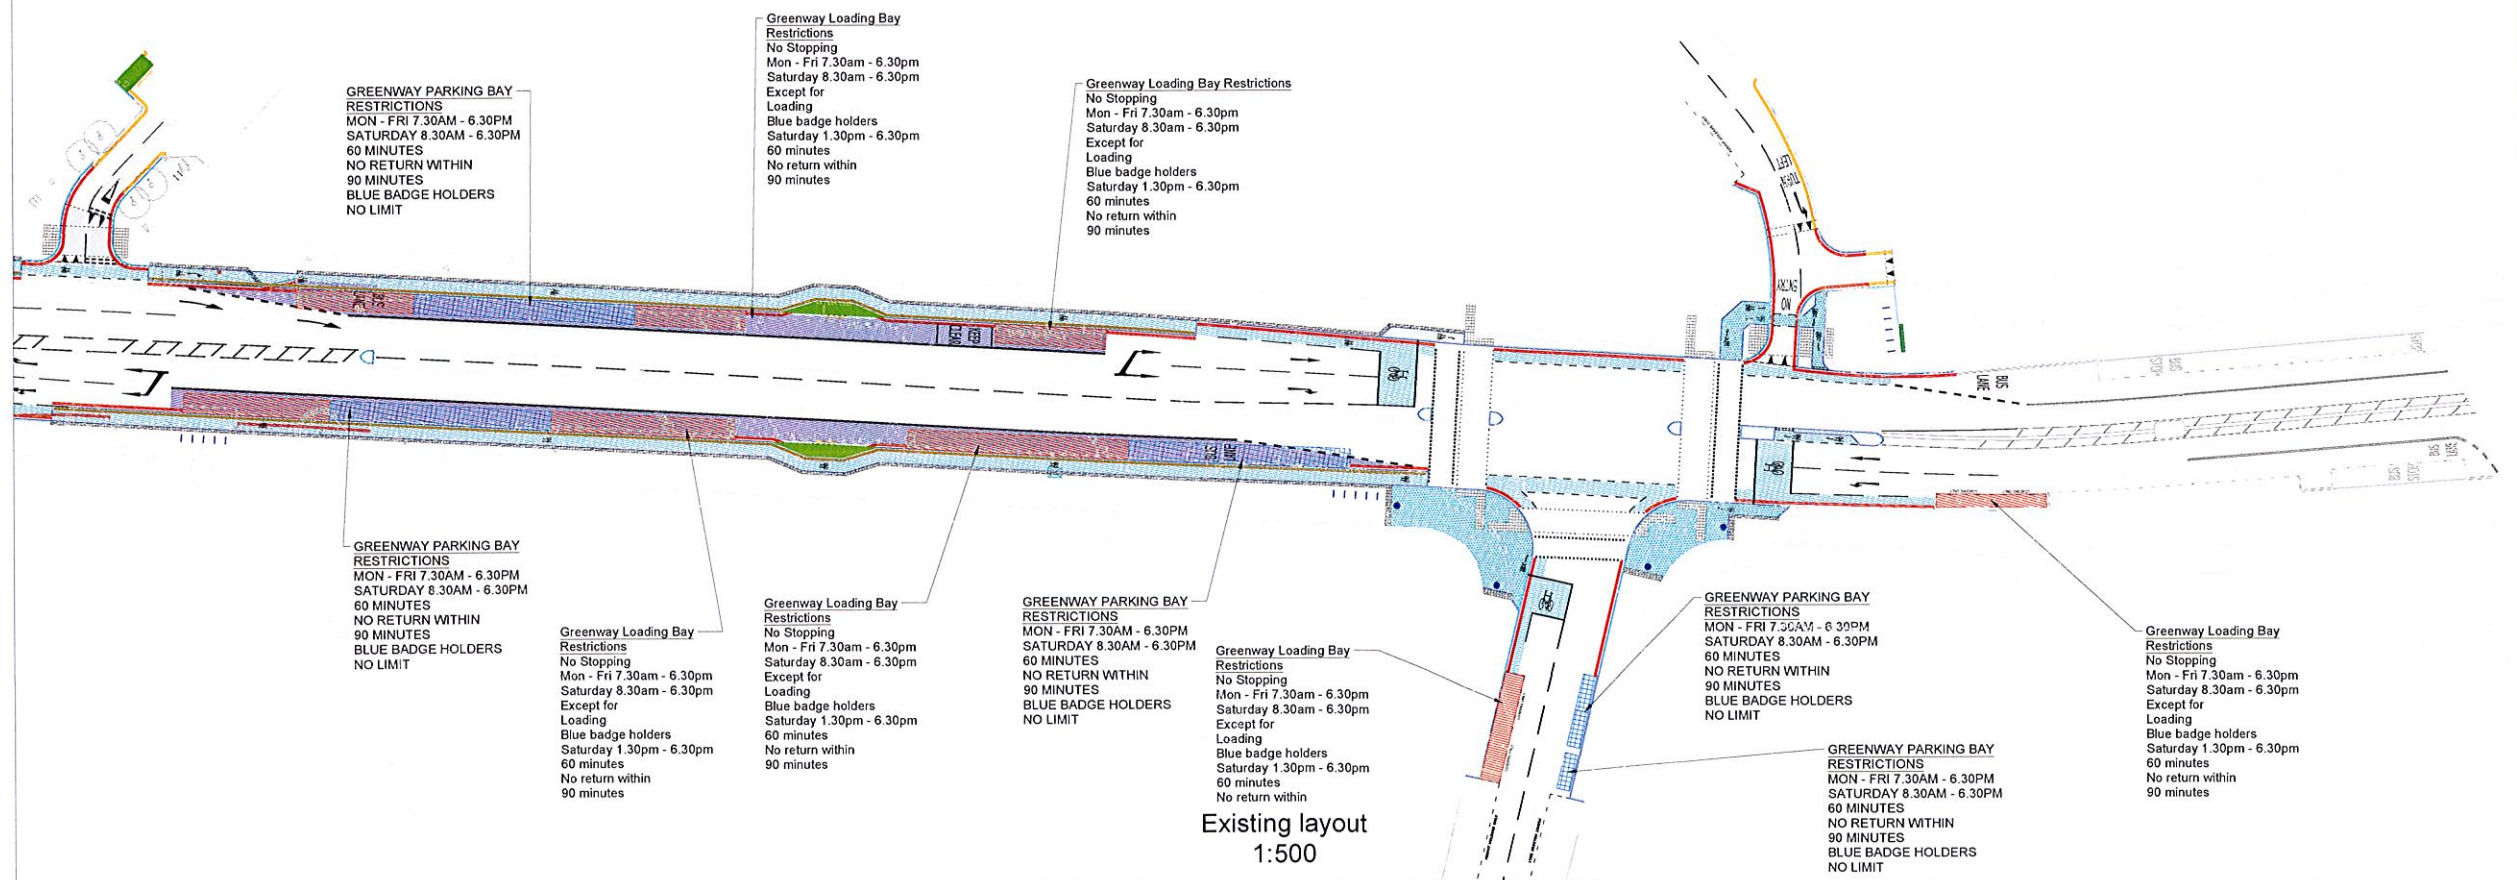 Greenway Loading Bay
Restrictions
No Stopping
Mon - Fri 7.30am - 6.30pm
Saturday 8.30am - 6.30pm
Except for
Loading
Blue badge holders
Saturday 1.30pm - 6.30pm
60 minutes
No return within
90 minutes
GREENWAY PARKING BAY
RESTRICTIONS
MON - FRI 7.30AM - 6.30PM
SATURDAY 8.30AM - 6.30PM
60 MINUTES
NO RETURN WITHIN
90 MINUTES
BLUE BADGE HOLDERS
NO LIMIT
Greenway Loading Bay Restrictions
No Stopping
Mon - Fri 7.30am - 6.30pm
Saturday 8.30am - 6.30pm
Except for
Loading
Blue badge holders
Saturday 1.30pm - 6.30pm
60 minutes
No return within
90 minutes
TURN
LEFT
NO
ENTRY
BUS
LANE
KEEP
CLEAR
BUS
LANE
BUS
STOP
BUS
LANE
BUS
STOP
GREENWAY PARKING BAY
RESTRICTIONS
MON - FRI 7.30AM - 6.30PM
SATURDAY 8.30AM - 6.30PM
60 MINUTES
NO RETURN WITHIN
90 MINUTES
BLUE BADGE HOLDERS
NO LIMIT
Greenway Loading Bay
Restrictions
No Stopping
Mon - Fri 7.30am - 6.30pm
Saturday 8.30am - 6.30pm
Except for
Loading
Blue badge holders
Saturday 1.30pm - 6.30pm
60 minutes
No return within
90 minutes
Greenway Loading Bay
Restrictions
No Stopping
Mon - Fri 7.30am - 6.30pm
Saturday 8.30am - 6.30pm
Except for
Loading
Blue badge holders
Saturday 1.30pm - 6.30pm
60 minutes
No return within
90 minutes
GREENWAY PARKING BAY
RESTRICTIONS
MON - FRI 7.30AM - 6.30PM
SATURDAY 8.30AM - 6.30PM
60 MINUTES
NO RETURN WITHIN
90 MINUTES
BLUE BADGE HOLDERS
NO LIMIT
Greenway Loading Bay
Restrictions
No Stopping
Mon - Fri 7.30am - 6.30pm
Saturday 8.30am - 6.30pm
Except for
Loading
Blue badge holders
Saturday 1.30pm - 6.30pm
60 minutes
No return within
GREENWAY PARKING BAY
RESTRICTIONS
MON - FRI 7.30AM - 6.30PM
SATURDAY 8.30AM - 6.30PM
60 MINUTES
NO RETURN WITHIN
90 MINUTES
BLUE BADGE HOLDERS
NO LIMIT
GREENWAY PARKING BAY
RESTRICTIONS
MON - FRI 7.30AM - 6.30PM
SATURDAY 8.30AM - 6.30PM
60 MINUTES
NO RETURN WITHIN
90 MINUTES
BLUE BADGE HOLDERS
NO LIMIT
Greenway Loading Bay
Restrictions
No Stopping
Mon - Fri 7.30am - 6.30pm
Saturday 8.30am - 6.30pm
Except for
Loading
Blue badge holders
Saturday 1.30pm - 6.30pm
60 minutes
No return within
90 minutes
Existing layout
1:500